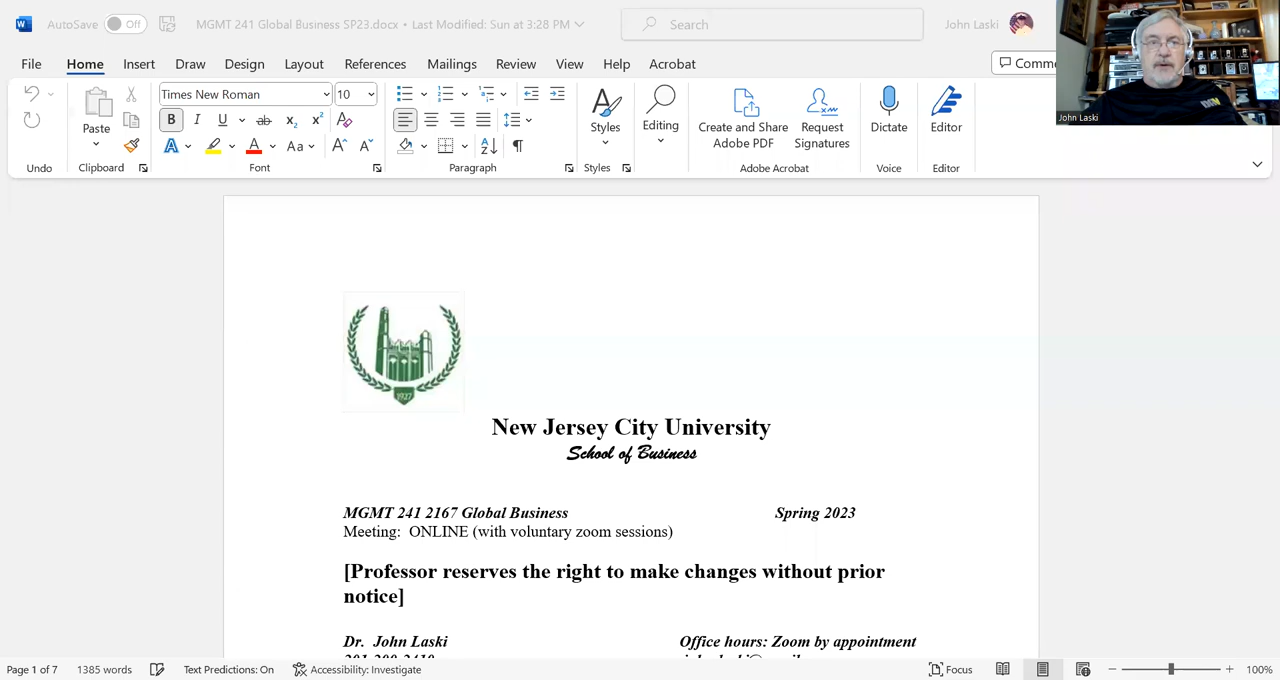 AutoSave Off MGMT 241 Global Business SP23.docx • Last Modified: Sun at 3:28 PM Search John Laski
File Home Insert Draw Design Layout References Mailings Review View Help Acrobat
Times New Roman 10
Paste Styles Editing Create and Share Adobe PDF Request Signatures Dictate Editor
B I U ab x₂ x² A
A A Aa A A
Undo Clipboard Font Paragraph Styles Adobe Acrobat Voice Editor
John Laski
1927
New Jersey City University
School of Business
MGMT 241 2167 Global Business Spring 2023
Meeting: ONLINE (with voluntary zoom sessions)
[Professor reserves the right to make changes without prior
notice]
Dr. John Laski Office hours: Zoom by appointment
Page 1 of 7 1385 words Text Predictions: On Accessibility: Investigate Focus 100%